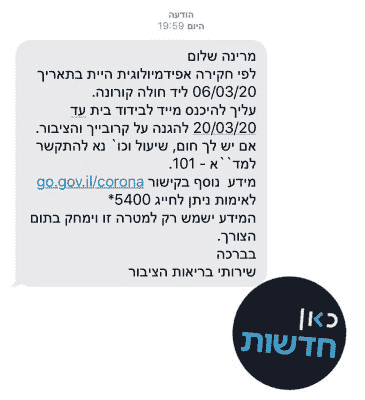 הודעה
היום 19:59
מרינה שלום
לפי חקירה אפידמיולוגית היית בתאריך
06/03/20 ליד חולה קורונה.
עליך להיכנס מייד לבידוד בית עד
20/03/20 להגנה על קרובייך והציבור.
אם יש לך חום, שיעול וכו` נא להתקשר
למד``א - 101.
מידע  נוסף בקישור go.gov.il/corona
לאימות ניתן לחייג 5400*
המידע ישמש רק למטרה זו וימחק בתום
הצורך.
בברכה
שירותי בריאות הציבור
כאן
חדשות